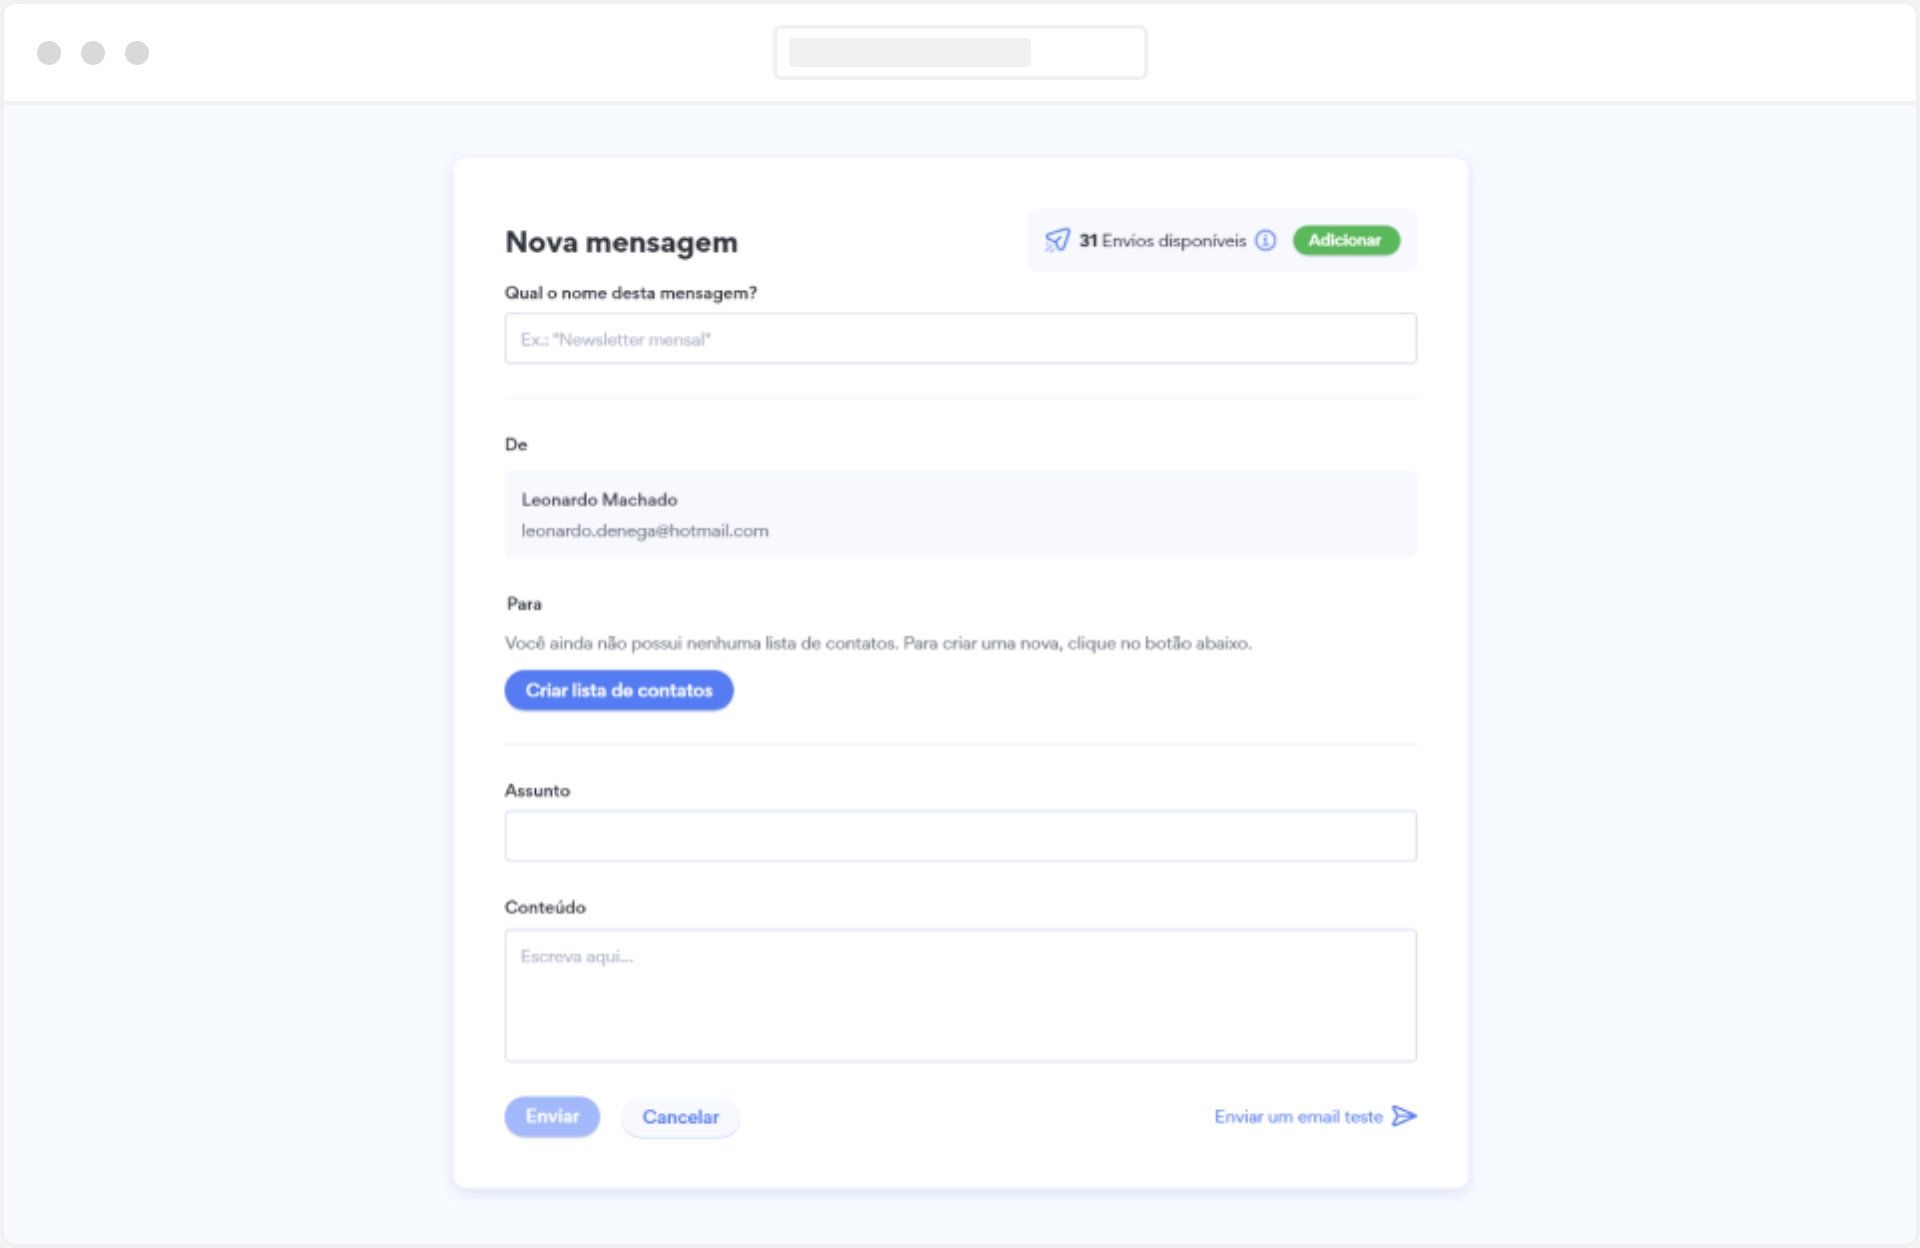 Nova mensagem
31 Envios disponíveis
Adicionar
Qual o nome desta mensagem?
Ex.: "Newsletter mensal"
De
Leonardo Machado
leonardo.denega@hotmail.com
Para
Você ainda não possui nenhuma lista de contatos. Para criar uma nova, clique no botão abaixo.
Criar lista de contatos
Assunto
Conteúdo
Escreva aqui...
Enviar
Cancelar
Enviar um email teste